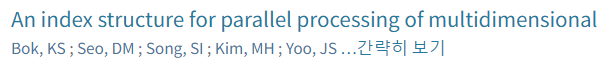 An index structure for parallel processing of multidimensional
Bok, KS ; Seo, DM ; Song, SI ; Kim, MH ; Yoo, JS …간략히 보기